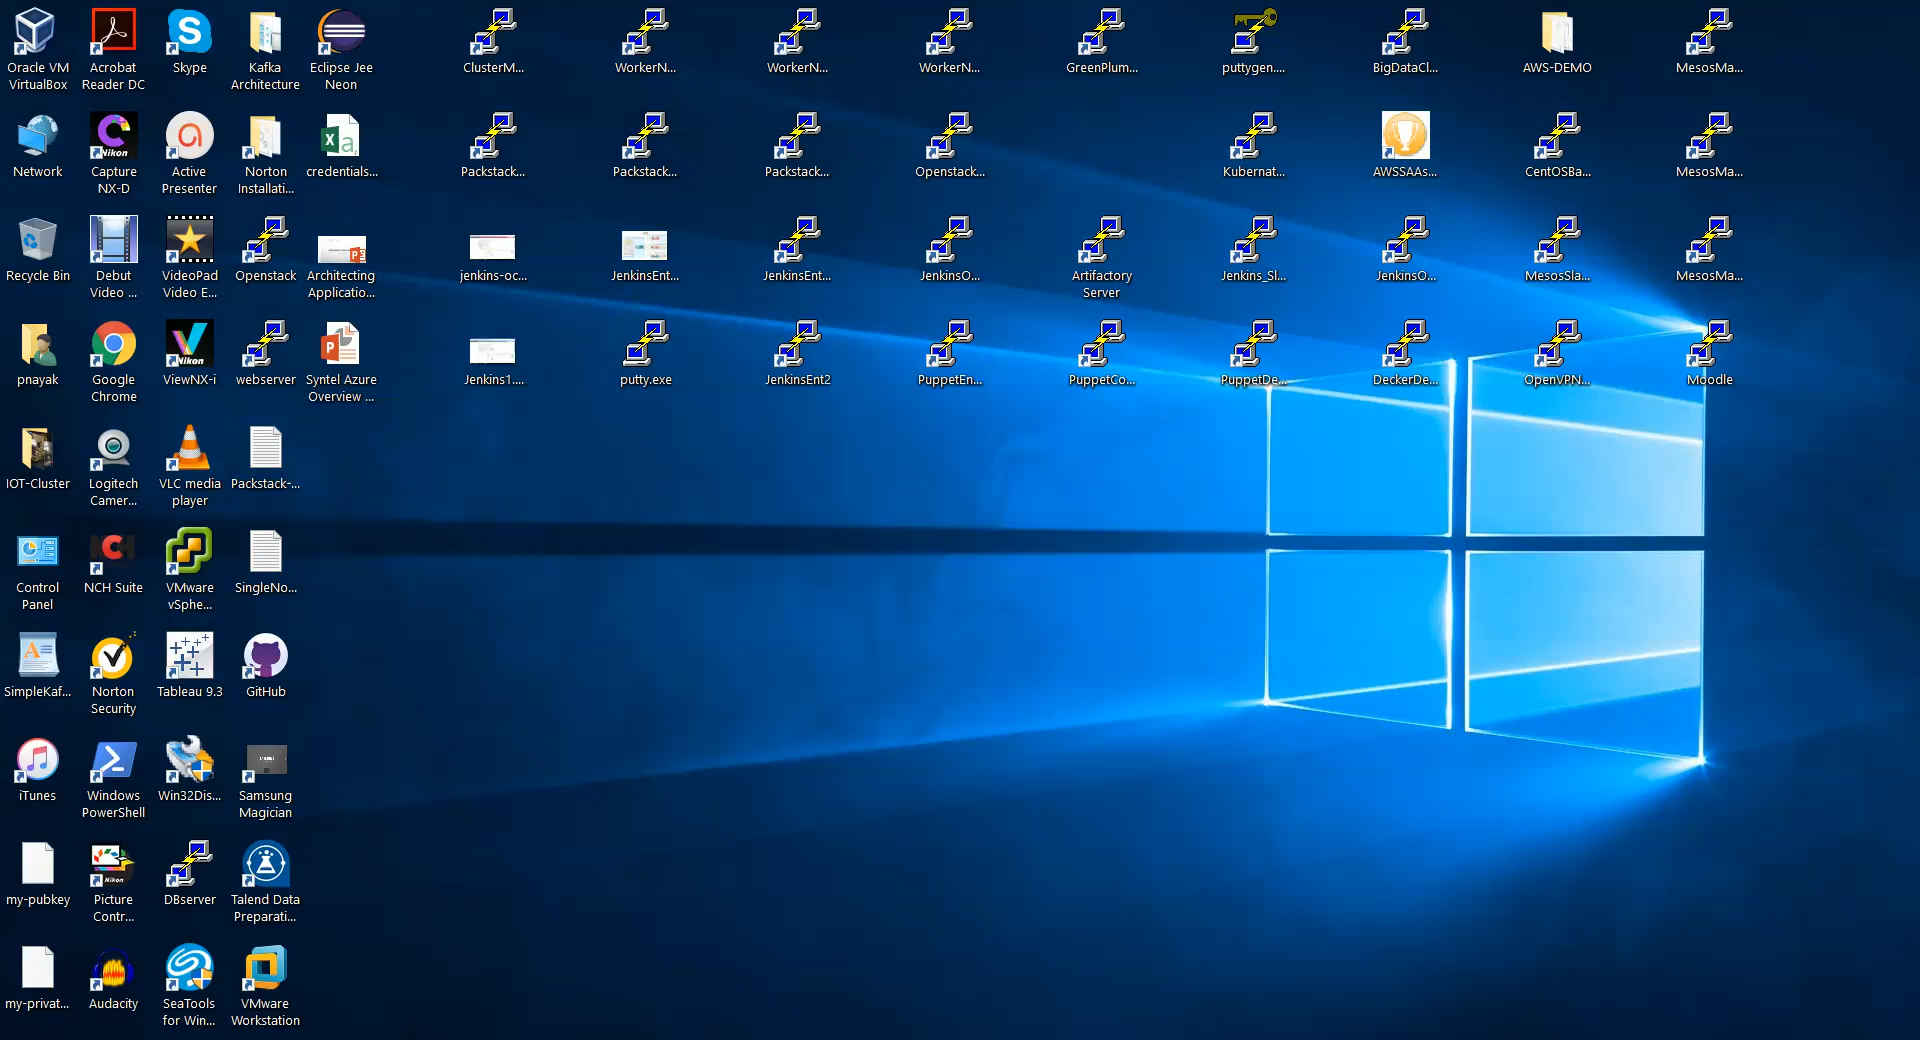 Oracle VM
VirtualBox
Acrobat
Reader DC
Skype
Kafka
Architecture
Eclipse Jee
Neon
ClusterM...
WorkerN...
WorkerN...
WorkerN...
GreenPlum...
puttygen....
BigDataCl...
AWS-DEMO
MesosMa...
Network
Capture
NX-D
Active
Presenter
Norton
Installati...
credentials...
Packstack...
Packstack...
Packstack...
Openstack...
Kubernat...
AWSSAAs...
CentOSBa...
MesosMa...
Recycle Bin
Debut
Video ...
VideoPad
Video E...
Openstack
Architecting
Applicatio...
jenkins-oc...
JenkinsEnt...
JenkinsEnt...
JenkinsO...
Artifactory
Server
Jenkins_Sl...
JenkinsO...
MesosSla...
MesosMa...
pnayak
Google
Chrome
ViewNX-i
webserver
Syntel Azure
Overview ...
Jenkins1....
putty.exe
JenkinsEnt2
PuppetEn...
PuppetCo...
PuppetDe...
DeckerDe...
OpenVPN...
Moodle
IOT-Cluster
Logitech
Camer...
VLC media
player
Packstack-...
Control
Panel
NCH Suite
VMware
vSphe...
SingleNo...
SimpleKaf...
Norton
Security
Tableau 9.3
GitHub
iTunes
Windows
PowerShell
Win32Dis...
Samsung
Magician
my-pubkey
Picture
Contr...
DBserver
Talend Data
Preparati...
my-privat...
Audacity
SeaTools
for Win...
VMware
Workstation